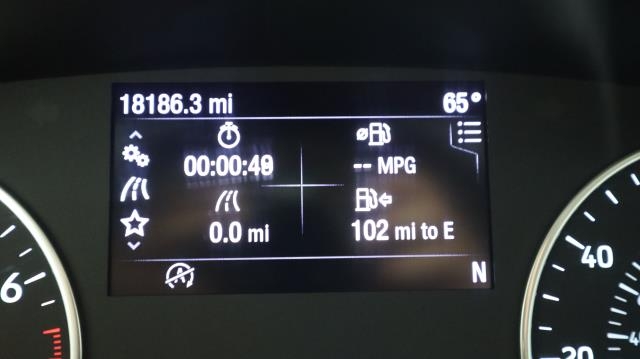 18186.3 mi 65°
00:00:49 -- MPG
0.0 mi 102 mi to E
A N
6 40
20